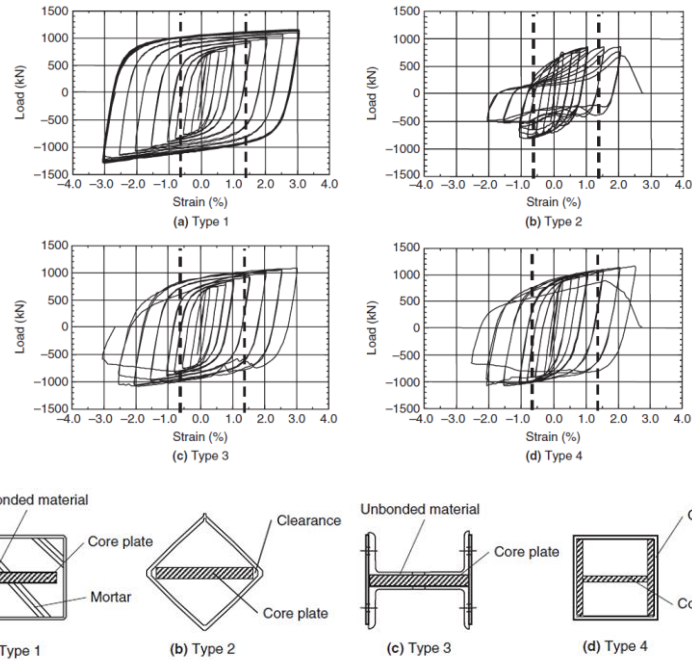 1500
1000
500
0
−500
−1000
−1500
Load (kN)
−4.0 −3.0 −2.0 −1.0 0.0 1.0 2.0 3.0 4.0
Strain (%)
(a) Type 1
1500
1000
500
0
−500
−1000
−1500
Load (kN)
−4.0 −3.0 −2.0 −1.0 0.0 1.0 2.0 3.0 4.0
Strain (%)
(b) Type 2
1500
1000
500
0
−500
−1000
−1500
Load (kN)
−4.0 −3.0 −2.0 −1.0 0.0 1.0 2.0 3.0 4.0
Strain (%)
(c) Type 3
1500
1000
500
0
−500
−1000
−1500
Load (kN)
−4.0 −3.0 −2.0 −1.0 0.0 1.0 2.0 3.0 4.0
Strain (%)
(d) Type 4
onded material
Core plate
Mortar
Type 1
Clearance
Core plate
(b) Type 2
Unbonded material
Core plate
(c) Type 3
C
Co
(d) Type 4